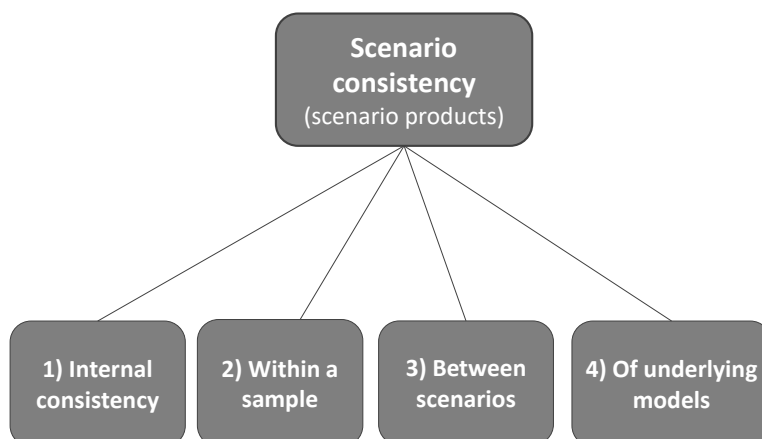 Scenario
consistency
(scenario products)
1) Internal
consistency
2) Within a
sample
3) Between
scenarios
4) Of underlying
models